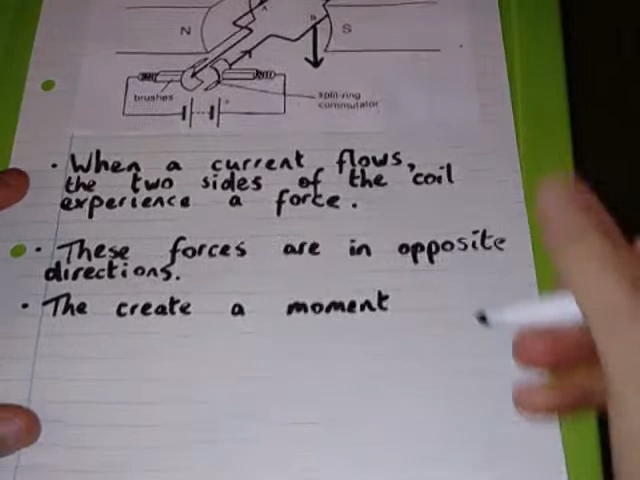 A
B
N
S
brushes
+
split-ring
commutator
• When a current flows,
the two sides of the coil
experience a force.
• These forces are in opposite
directions.
• The create a moment